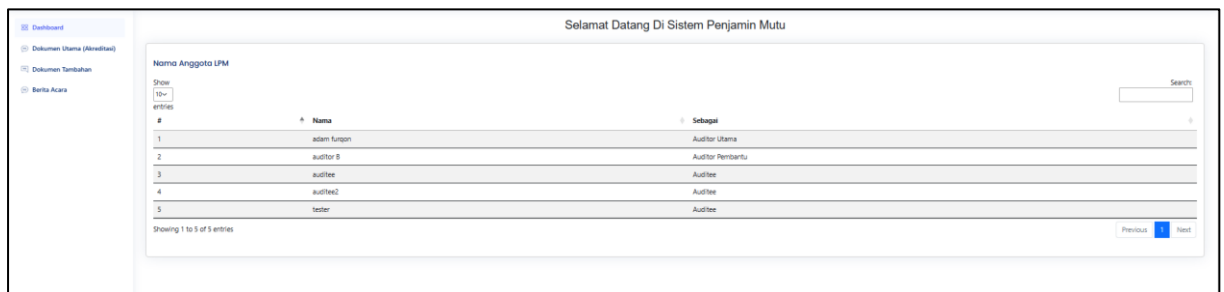 Selamat Datang Di Sistem Penjamin Mutu
Dashboard
Dokumen Utama (Akreditasi)
Dokumen Tambahan
Berita Acara
Nama Anggota LPM
Show
10
entries
Search:
# Nama Sebagai
1 adam furqon Auditor Utama
2 auditor B Auditor Pembantu
3 auditee Auditee
4 auditee2 Auditee
5 tester Auditee
Showing 1 to 5 of 5 entries
Previous 1 Next